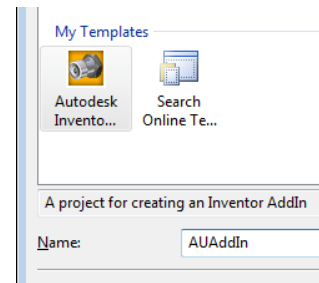 My Templates
Autodesk
Invento...
Search
Online Te...
A project for creating an Inventor AddIn
Name:
AUAddIn